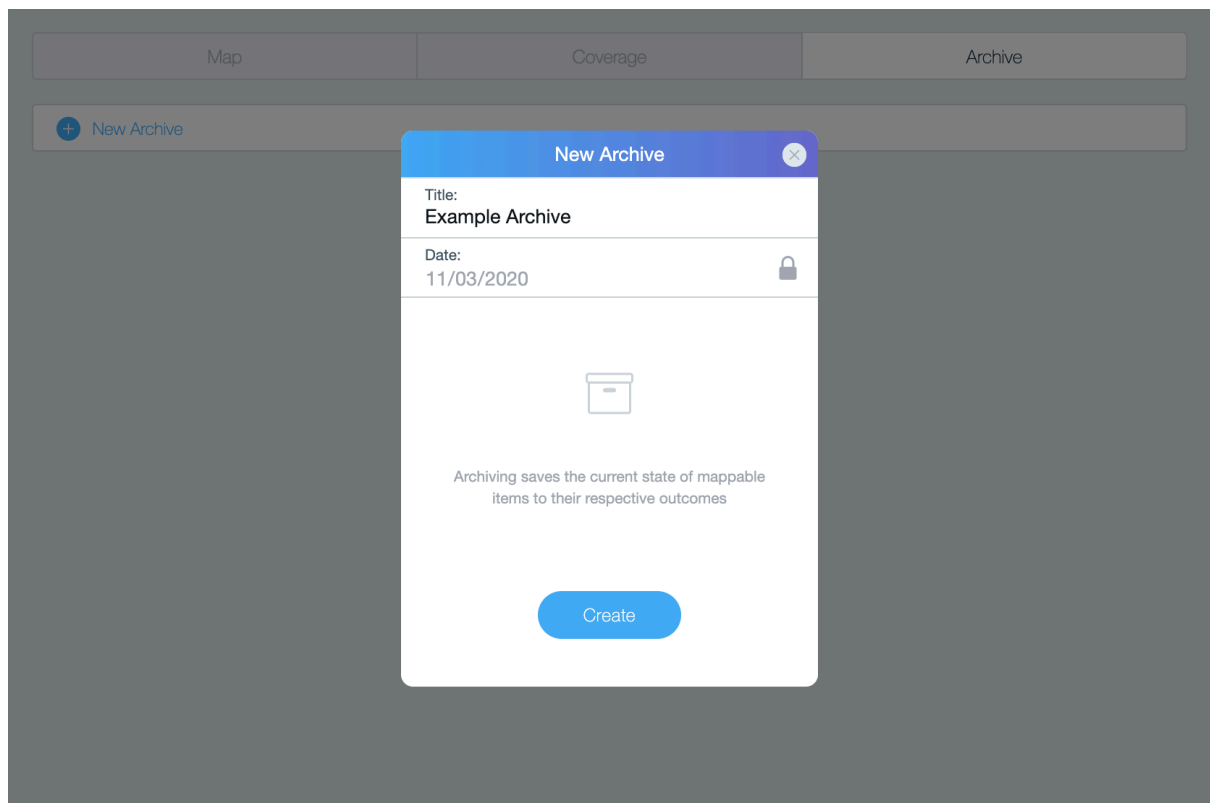 Map
Coverage
Archive
New Archive
New Archive
Title:
Example Archive
Date:
11/03/2020
Archiving saves the current state of mappable
items to their respective outcomes
Create